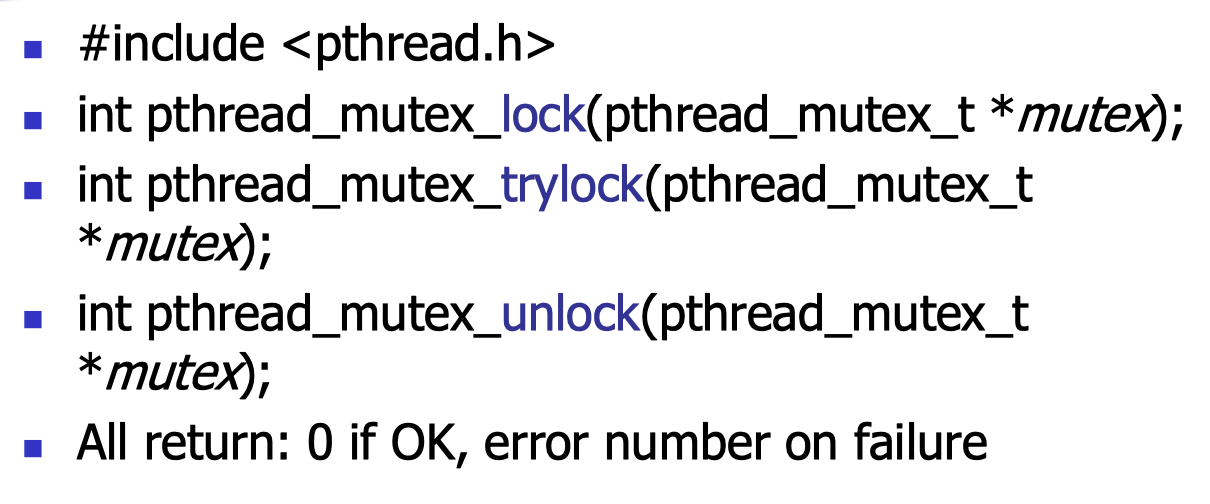 #include <pthread.h>
int pthread_mutex_lock(pthread_mutex_t *mutex);
int pthread_mutex_trylock(pthread_mutex_t
*mutex);
int pthread_mutex_unlock(pthread_mutex_t
*mutex);
All return: 0 if OK, error number on failure